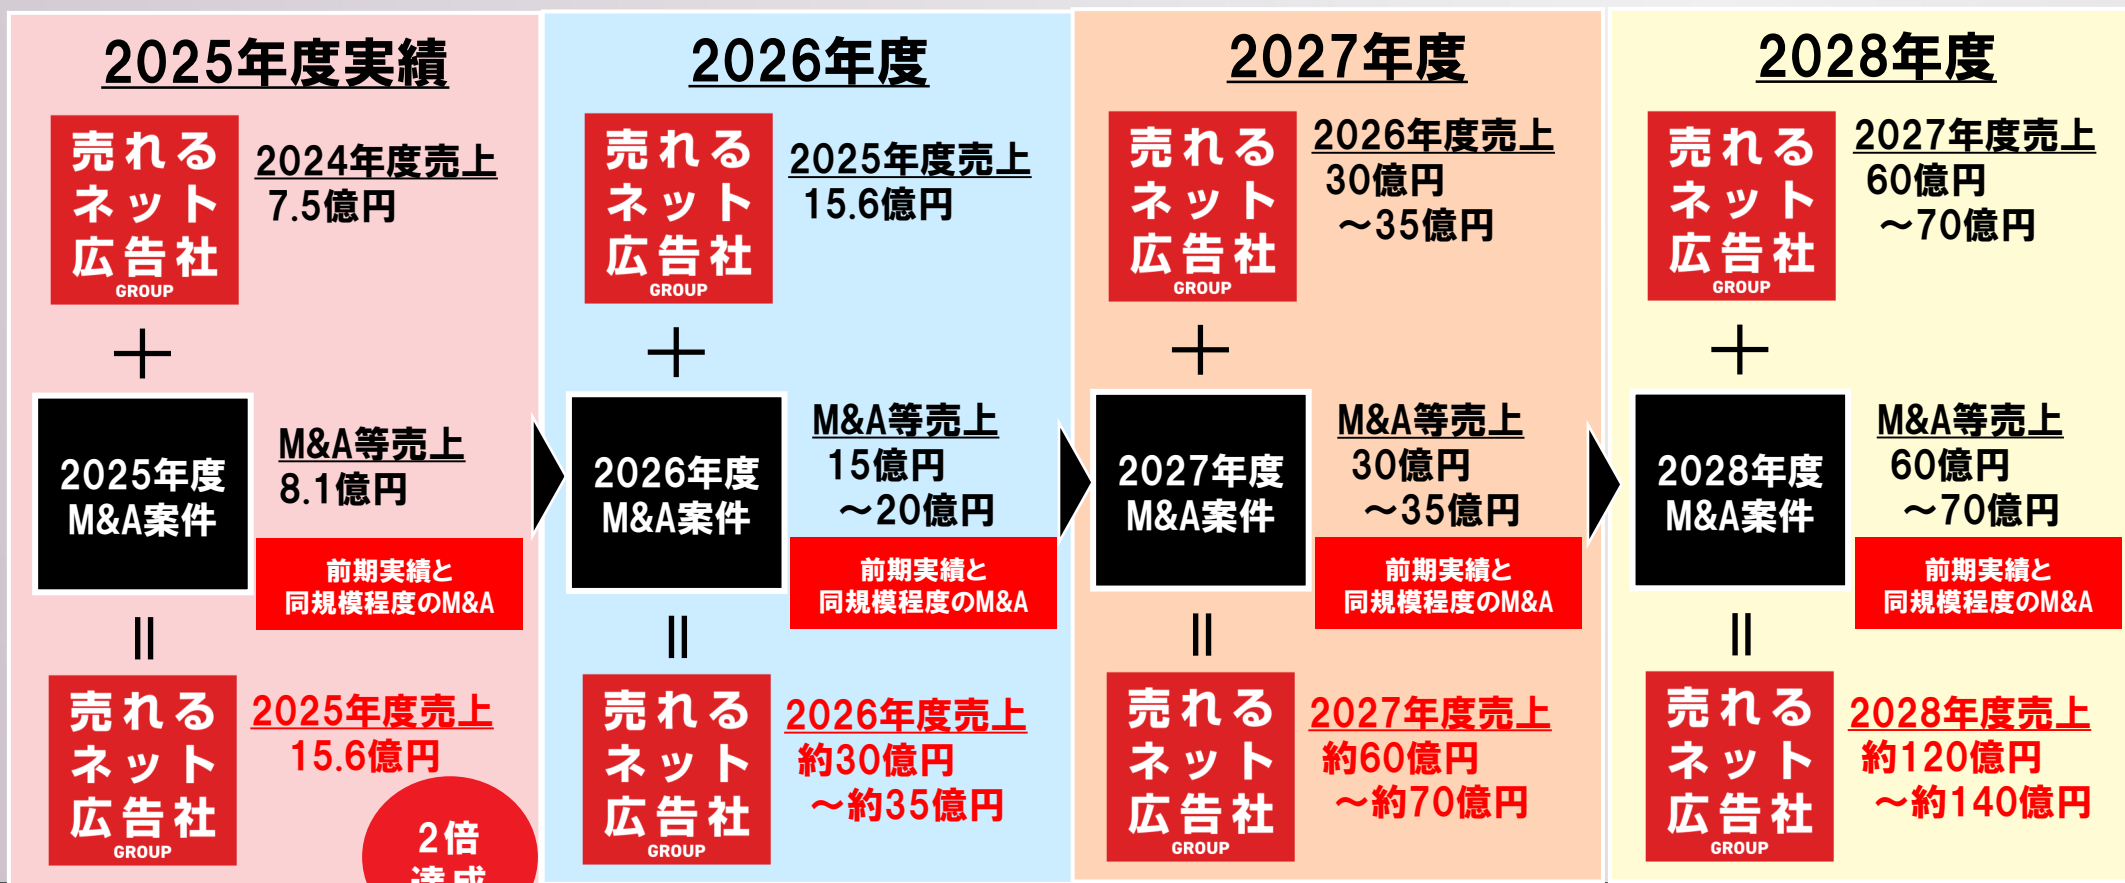 2025年度実績
売れる
ネット
広告社
GROUP
2024年度売上
7.5億円
＋
2025年度
M&A案件
M&A等売上
8.1億円
前期実績と
同規模程度のM&A
＝
売れる
ネット
広告社
GROUP
2025年度売上
15.6億円
2倍
達成
2026年度
売れる
ネット
広告社
GROUP
2025年度売上
15.6億円
＋
2026年度
M&A案件
M&A等売上
15億円
～20億円
前期実績と
同規模程度のM&A
＝
売れる
ネット
広告社
GROUP
2026年度売上
約30億円
～約35億円
2027年度
売れる
ネット
広告社
GROUP
2026年度売上
30億円
～35億円
＋
2027年度
M&A案件
M&A等売上
30億円
～35億円
前期実績と
同規模程度のM&A
＝
売れる
ネット
広告社
GROUP
2027年度売上
約60億円
～約70億円
2028年度
売れる
ネット
広告社
GROUP
2027年度売上
60億円
～70億円
＋
2028年度
M&A案件
M&A等売上
60億円
～70億円
前期実績と
同規模程度のM&A
＝
売れる
ネット
広告社
GROUP
2028年度売上
約120億円
～約140億円